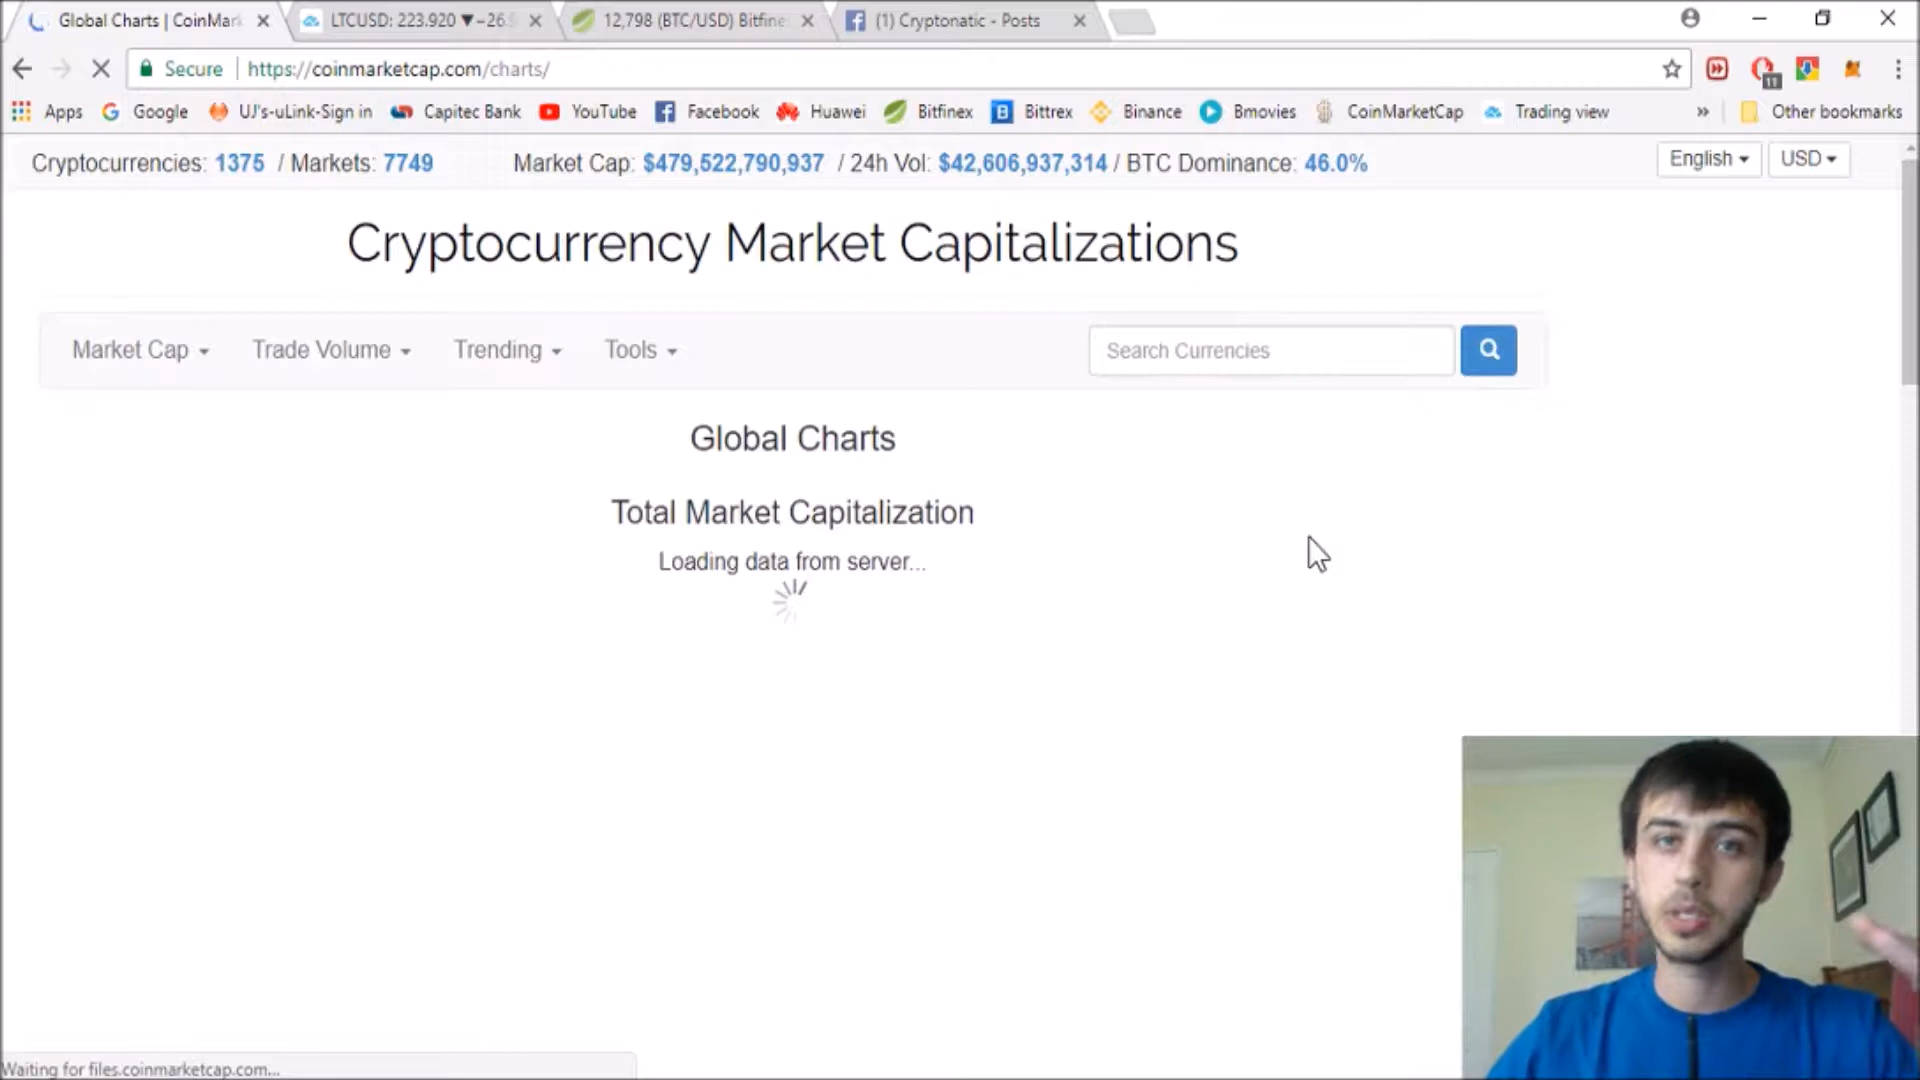 Global Charts | CoinMark
LTCUSD: 223.920 ▼−26.
12,798 (BTC/USD) Bitfine
(1) Cryptonatic - Posts
Secure
https://coinmarketcap.com/charts/
11
Apps
Google
UJ's-uLink-Sign in
Capitec Bank
YouTube
Facebook
Huawei
Bitfinex
Bittrex
Binance
Bmovies
CoinMarketCap
Trading view
»
Other bookmarks
Cryptocurrencies: 1375 / Markets: 7749
Market Cap: $479,522,790,937 / 24h Vol: $42,606,937,314 / BTC Dominance: 46.0%
English
USD
Cryptocurrency Market Capitalizations
Market Cap
Trade Volume
Trending
Tools
Search Currencies
Global Charts
Total Market Capitalization
Loading data from server...
Waiting for files.coinmarketcap.com...